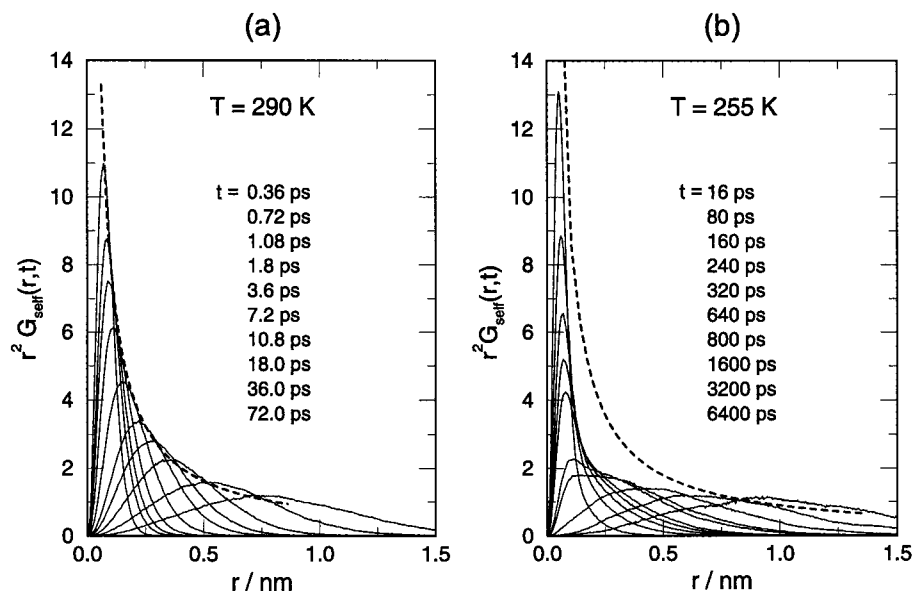 (a)
T = 290 K
t = 0.36 ps
0.72 ps
1.08 ps
1.8 ps
3.6 ps
7.2 ps
10.8 ps
18.0 ps
36.0 ps
72.0 ps
r² G_self(r,t)
14
12
10
8
6
4
2
0
0.0 0.5 1.0 1.5
r / nm
(b)
T = 255 K
t = 16 ps
80 ps
160 ps
240 ps
320 ps
640 ps
800 ps
1600 ps
3200 ps
6400 ps
r² G_self(r,t)
14
12
10
8
6
4
2
0
0.0 0.5 1.0 1.5
r / nm